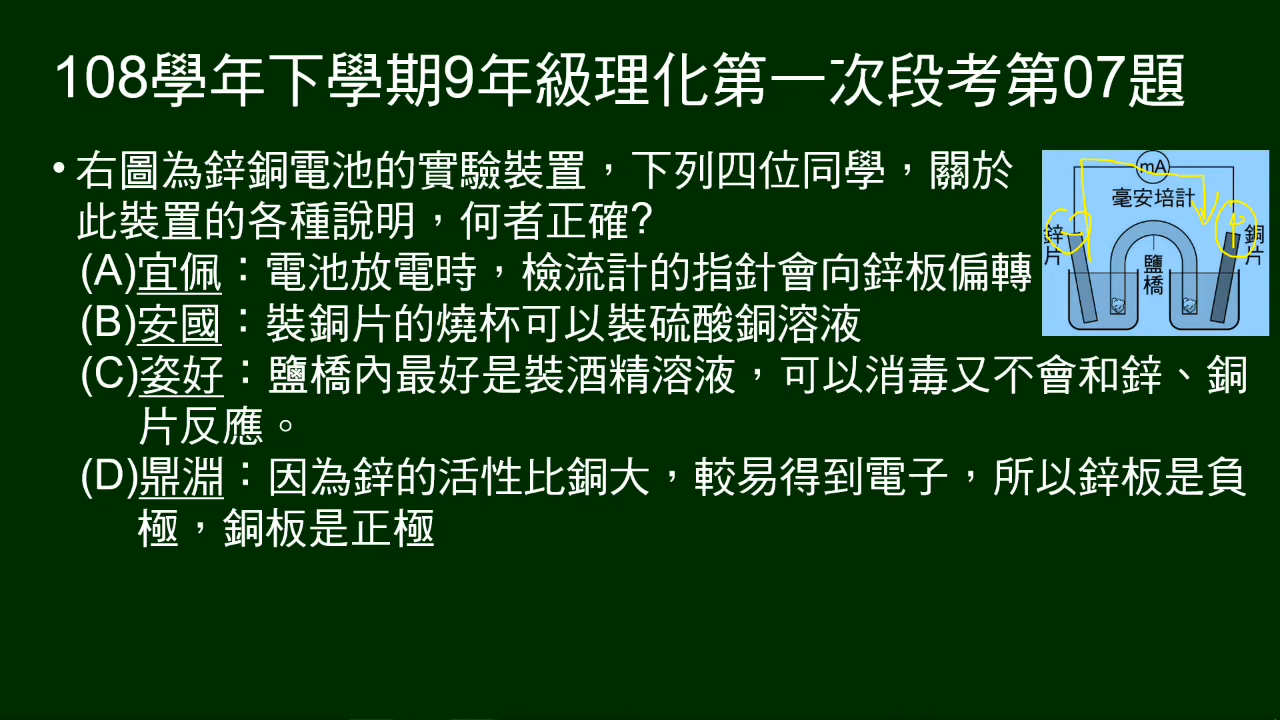 108學年下學期9年級理化第一次段考第07題
• 右圖為鋅銅電池的實驗裝置，下列四位同學，關於
此裝置的各種說明，何者正確?
(A)宜佩：電池放電時，檢流計的指針會向鋅板偏轉
(B)安國：裝銅片的燒杯可以裝硫酸銅溶液
(C)姿好：鹽橋內最好是裝酒精溶液，可以消毒又不會和鋅、銅
片反應。
(D)鼎淵：因為鋅的活性比銅大，較易得到電子，所以鋅板是負
極，銅板是正極
mA
毫安培計
鋅片
鹽橋
銅片